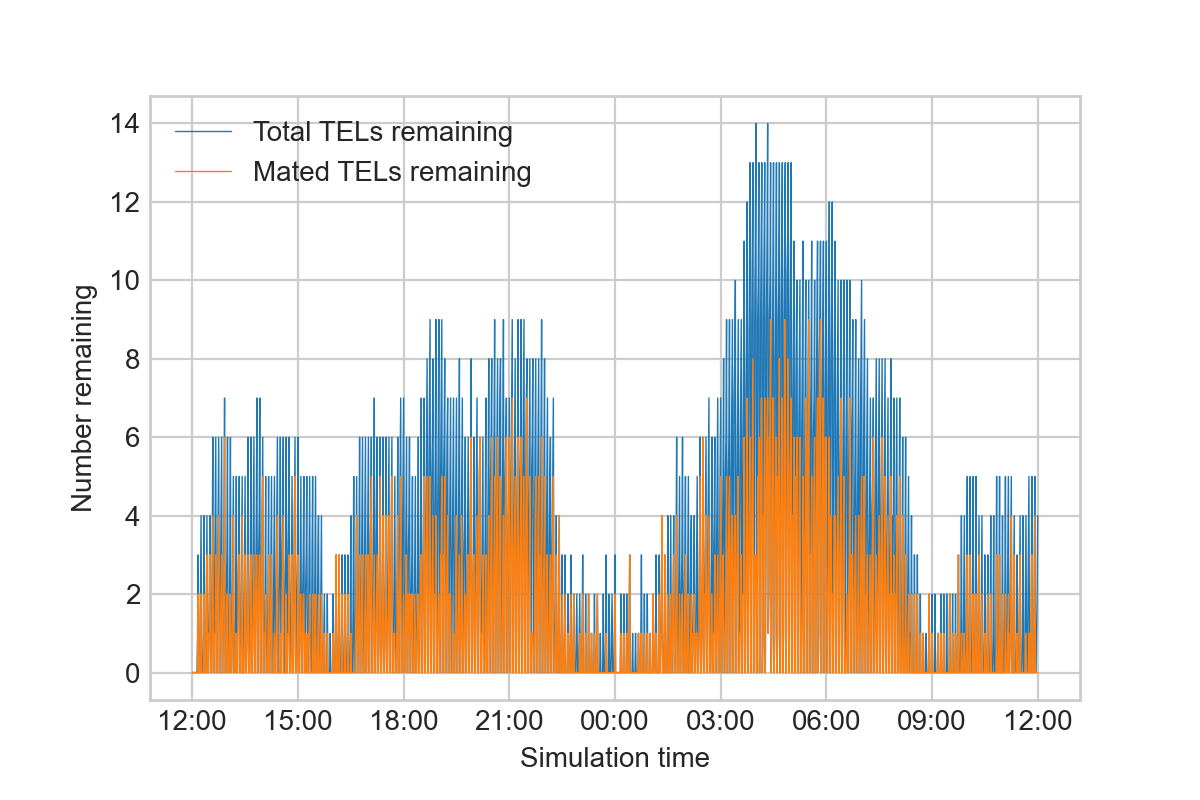 Total TELs remaining
Mated TELs remaining
Number remaining
14
12
10
8
6
4
2
0
12:00 15:00 18:00 21:00 00:00 03:00 06:00 09:00 12:00
Simulation time